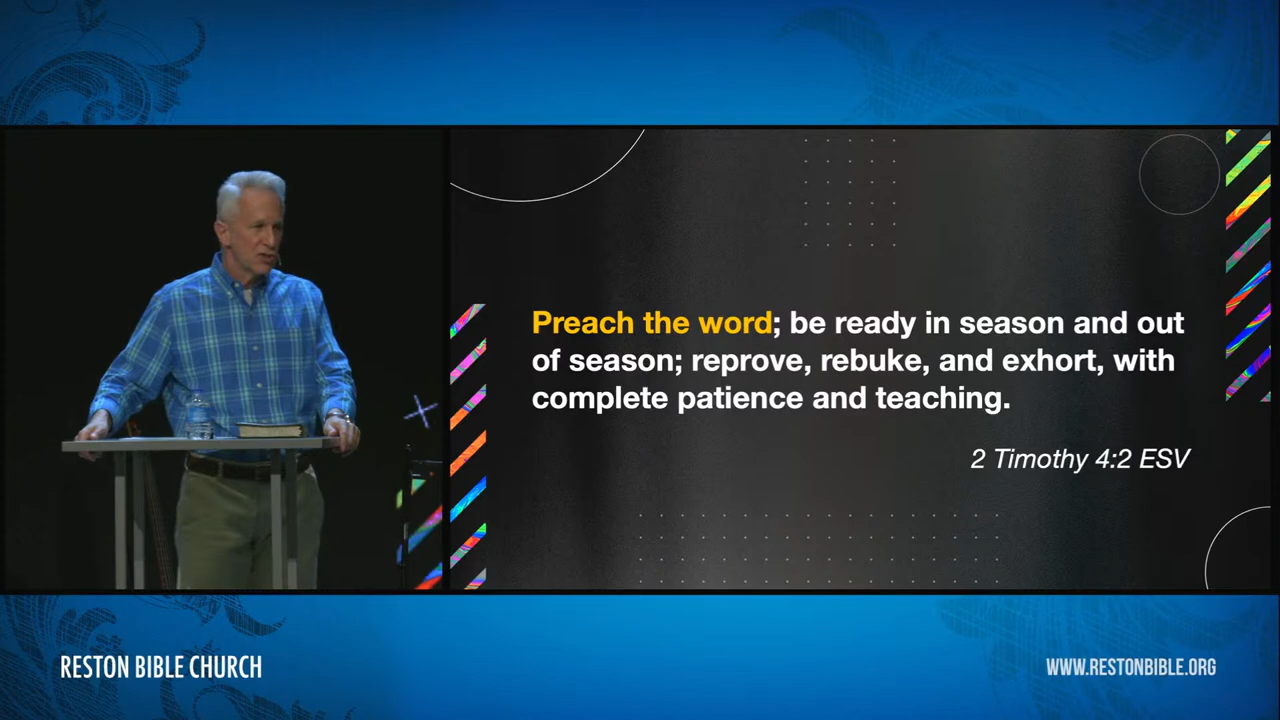 Preach the word; be ready in season and out
of season; reprove, rebuke, and exhort, with
complete patience and teaching.
2 Timothy 4:2 ESV
RESTON BIBLE CHURCH
WWW.RESTONBIBLE.ORG